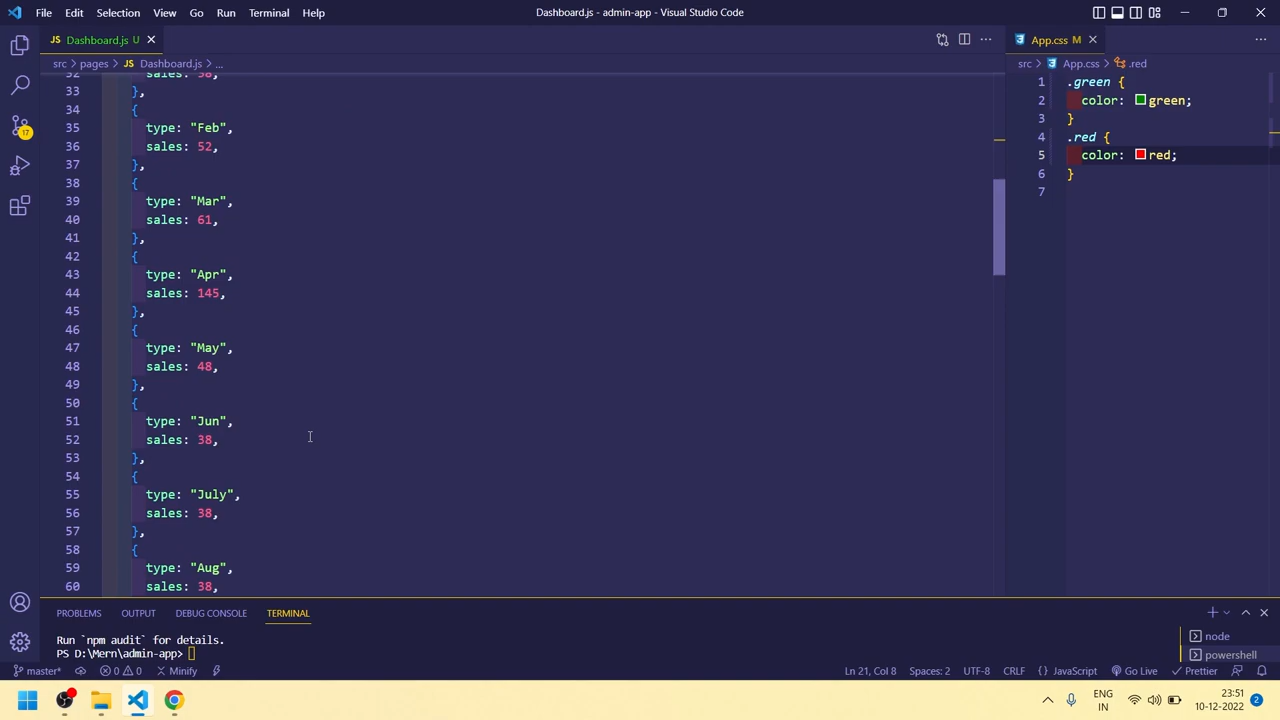 File Edit Selection View Go Run Terminal Help Dashboard.js - admin-app - Visual Studio Code
Dashboard.js U
App.css M
src > pages > Dashboard.js > ...
src > App.css > .red
32 sales: 38,
33 },
34 {
35 type: "Feb",
36 sales: 52,
37 },
38 {
39 type: "Mar",
40 sales: 61,
41 },
42 {
43 type: "Apr",
44 sales: 145,
45 },
46 {
47 type: "May",
48 sales: 48,
49 },
50 {
51 type: "Jun",
52 sales: 38,
53 },
54 {
55 type: "July",
56 sales: 38,
57 },
58 {
59 type: "Aug",
60 sales: 38,
1 .green {
2 color: green;
3 }
4 .red {
5 color: red;
6 }
7
17
PROBLEMS OUTPUT DEBUG CONSOLE TERMINAL
Run `npm audit` for details.
PS D:\Mern\admin-app>
node
powershell
master* 0 0 Minify Ln 21, Col 8 Spaces: 2 UTF-8 CRLF {} JavaScript Go Live Prettier
ENG
IN
23:51
10-12-2022
2